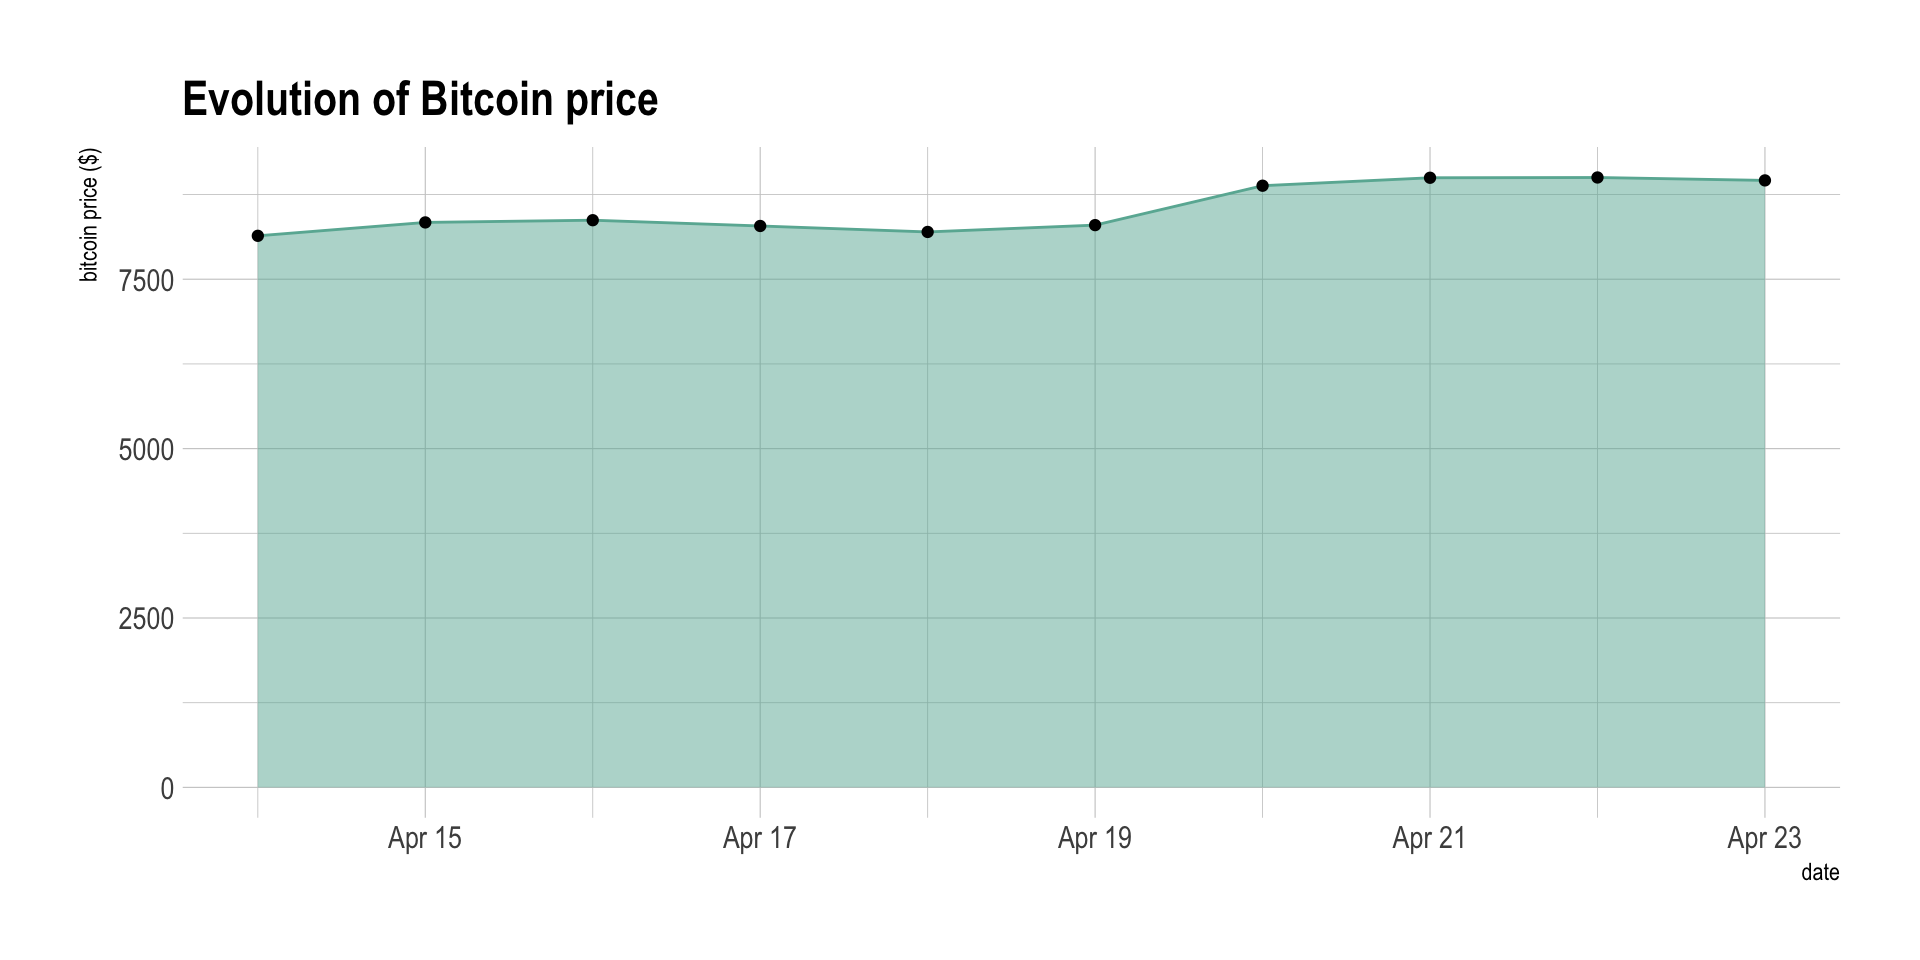 Evolution of Bitcoin price
bitcoin price ($)
7500
5000
2500
0
Apr 15
Apr 17
Apr 19
Apr 21
Apr 23
date